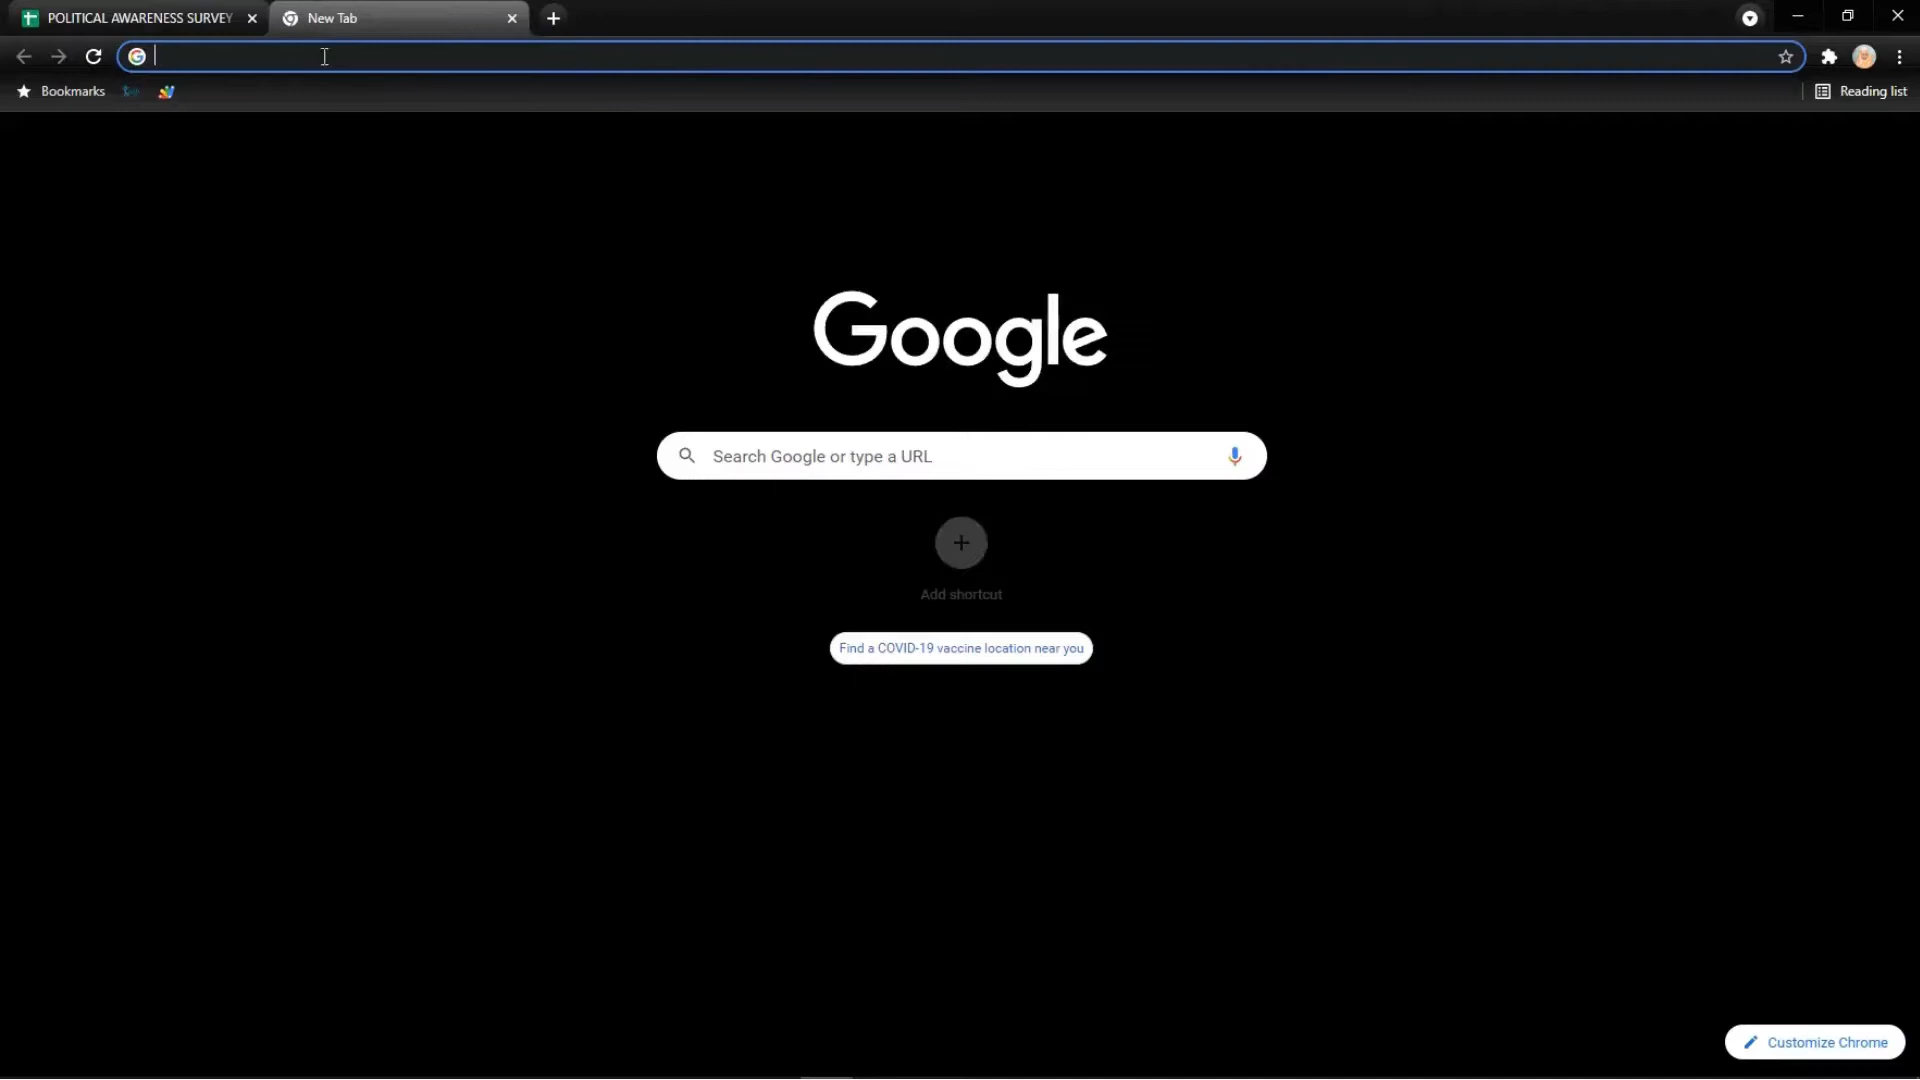 POLITICAL AWARENESS SURVEY
New Tab
Bookmarks
Reading list
Google
Search Google or type a URL
Add shortcut
Find a COVID-19 vaccine location near you
Customize Chrome